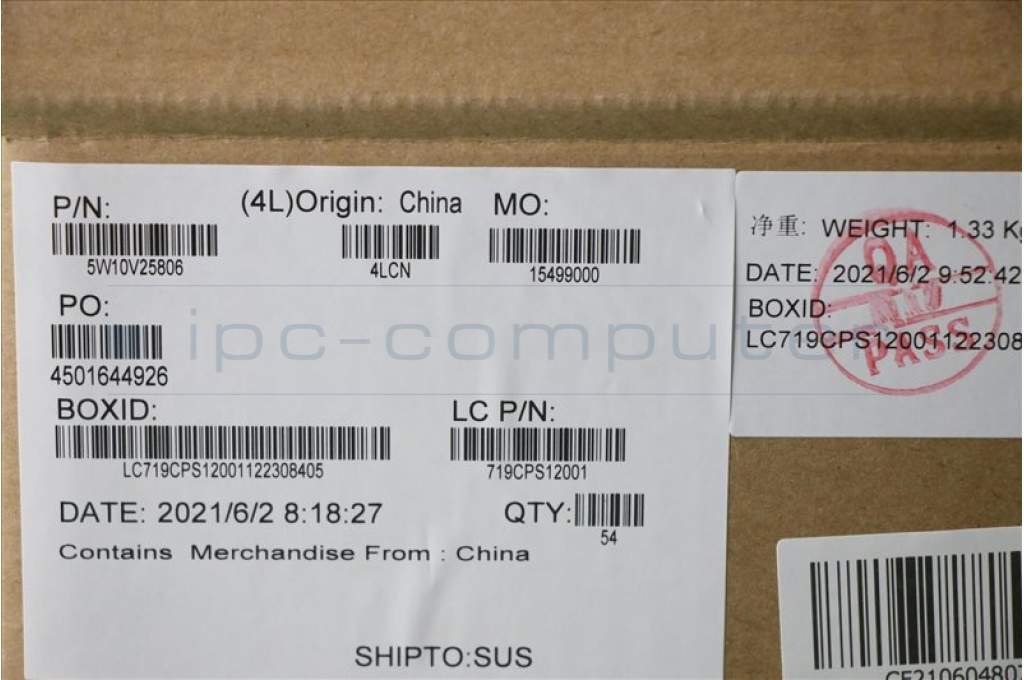 P/N: (4L)Origin: China MO:
5W10V25806 4LCN 15499000
PO:
4501644926
BOXID: LC P/N:
LC719CPS12001122308405 719CPS12001
DATE: 2021/6/2 8:18:27 QTY:
54
Contains Merchandise From : China
SHIPTO:SUS
净重: WEIGHT: 1.33 Kg
DATE: 2021/6/2 9:52:42
BOXID:
LC719CPS12001122308
QA
PASS
ipc-computer